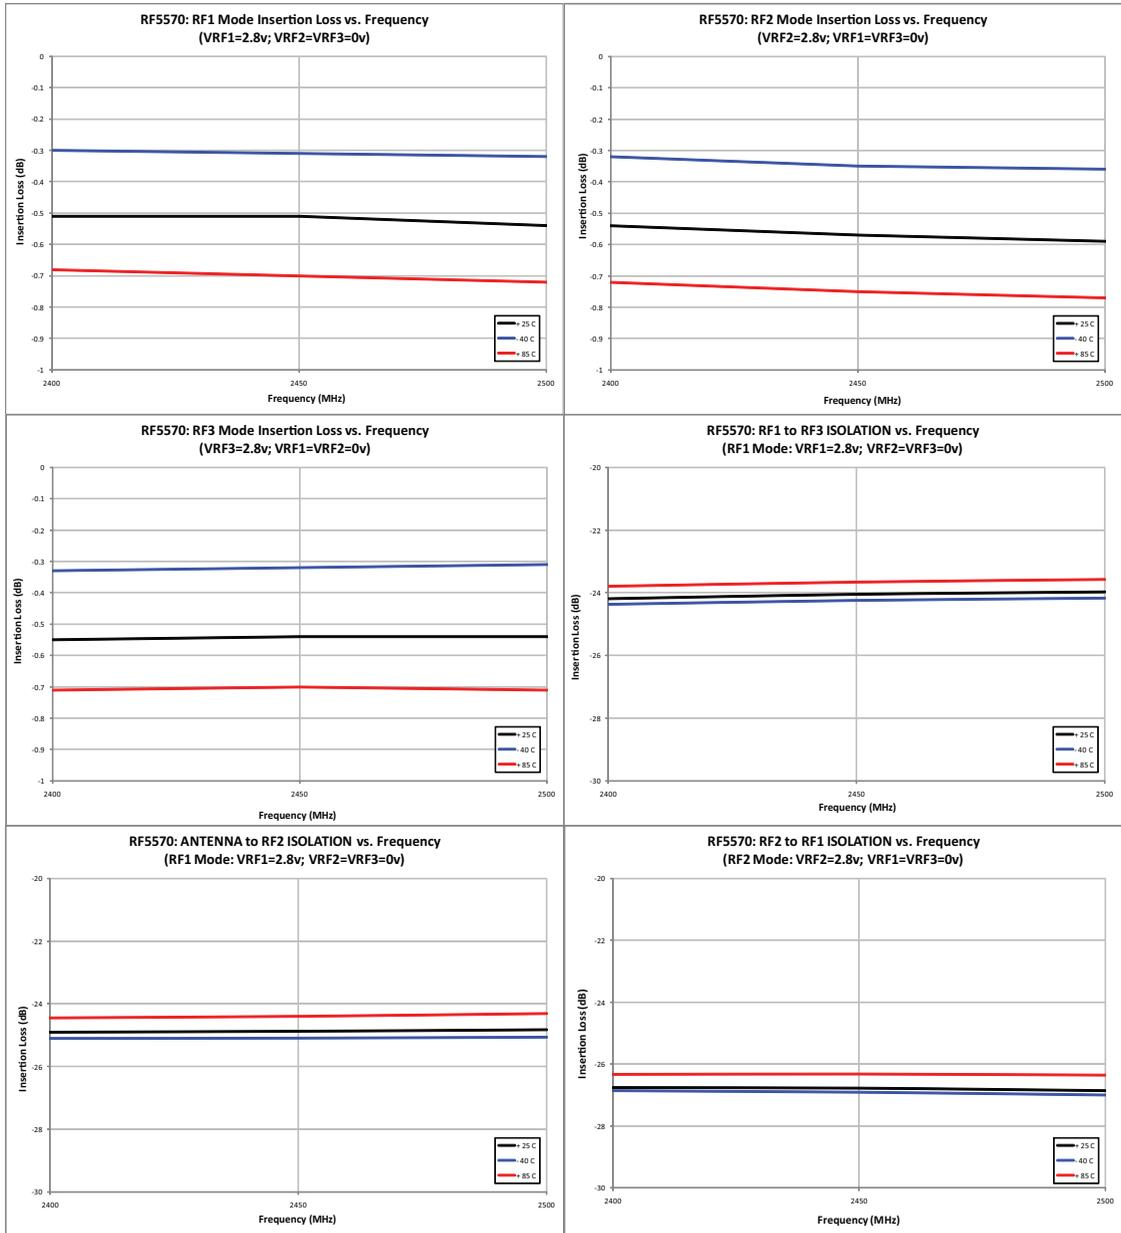 RF5570: RF1 Mode Insertion Loss vs. Frequency
(VRF1=2.8v; VRF2=VRF3=0v)
0
-0.1
-0.2
-0.3
-0.4
-0.5
-0.6
-0.7
-0.8
-0.9
-1
Insertion Loss (dB)
+ 25 C
- 40 C
+ 85 C
2400
2450
2500
Frequency (MHz)
RF5570: RF2 Mode Insertion Loss vs. Frequency
(VRF2=2.8v; VRF1=VRF3=0v)
0
-0.1
-0.2
-0.3
-0.4
-0.5
-0.6
-0.7
-0.8
-0.9
-1
Insertion Loss (dB)
+ 25 C
- 40 C
+ 85 C
2400
2450
2500
Frequency (MHz)
RF5570: RF3 Mode Insertion Loss vs. Frequency
(VRF3=2.8v; VRF1=VRF2=0v)
0
-0.1
-0.2
-0.3
-0.4
-0.5
-0.6
-0.7
-0.8
-0.9
-1
Insertion Loss (dB)
+ 25 C
- 40 C
+ 85 C
2400
2450
2500
Frequency (MHz)
RF5570: RF1 to RF3 ISOLATION vs. Frequency
(RF1 Mode: VRF1=2.8v; VRF2=VRF3=0v)
-20
-22
-24
-26
-28
-30
Insertion Loss (dB)
+ 25 C
- 40 C
+ 85 C
2400
2450
2500
Frequency (MHz)
RF5570: ANTENNA to RF2 ISOLATION vs. Frequency
(RF1 Mode: VRF1=2.8v; VRF2=VRF3=0v)
-20
-22
-24
-26
-28
-30
Insertion Loss (dB)
+ 25 C
- 40 C
+ 85 C
2400
2450
2500
Frequency (MHz)
RF5570: RF2 to RF1 ISOLATION vs. Frequency
(RF2 Mode: VRF2=2.8v; VRF1=VRF3=0v)
-20
-22
-24
-26
-28
-30
Insertion Loss (dB)
+ 25 C
- 40 C
+ 85 C
2400
2450
2500
Frequency (MHz)